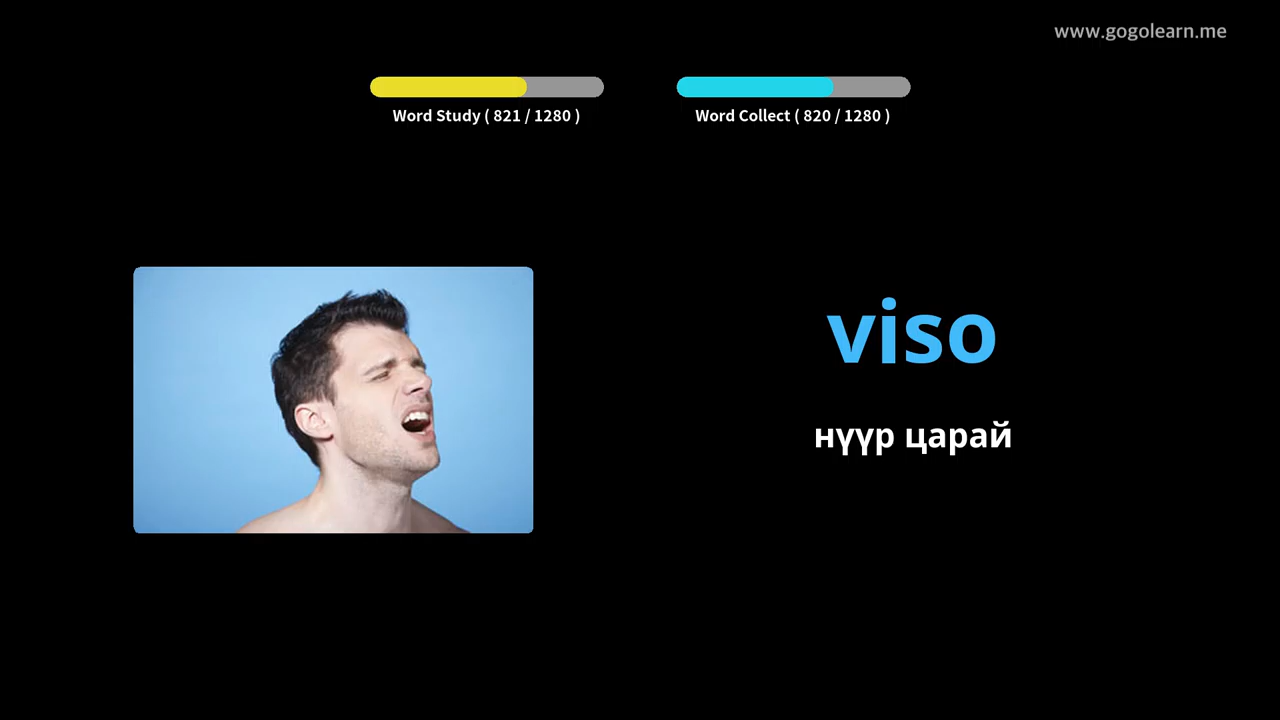 www.gogolearn.me
Word Study ( 821 / 1280 )
Word Collect ( 820 / 1280 )
viso
нүүр царай